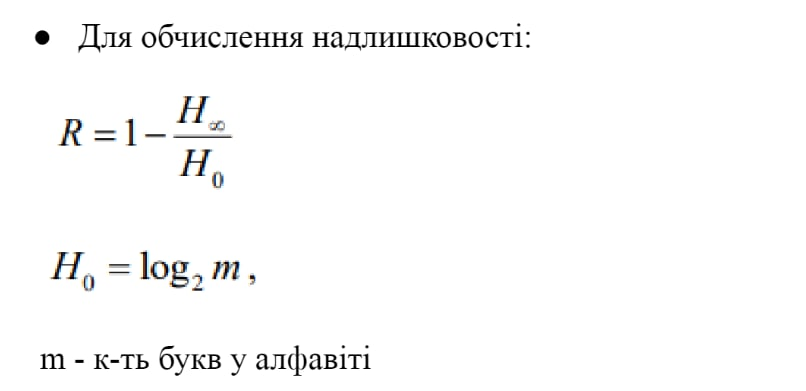 ● Для обчислення надлишковості:
R = 1 − H∞ / H₀
H₀ = log₂ m ,
m - к-ть букв у алфавіті